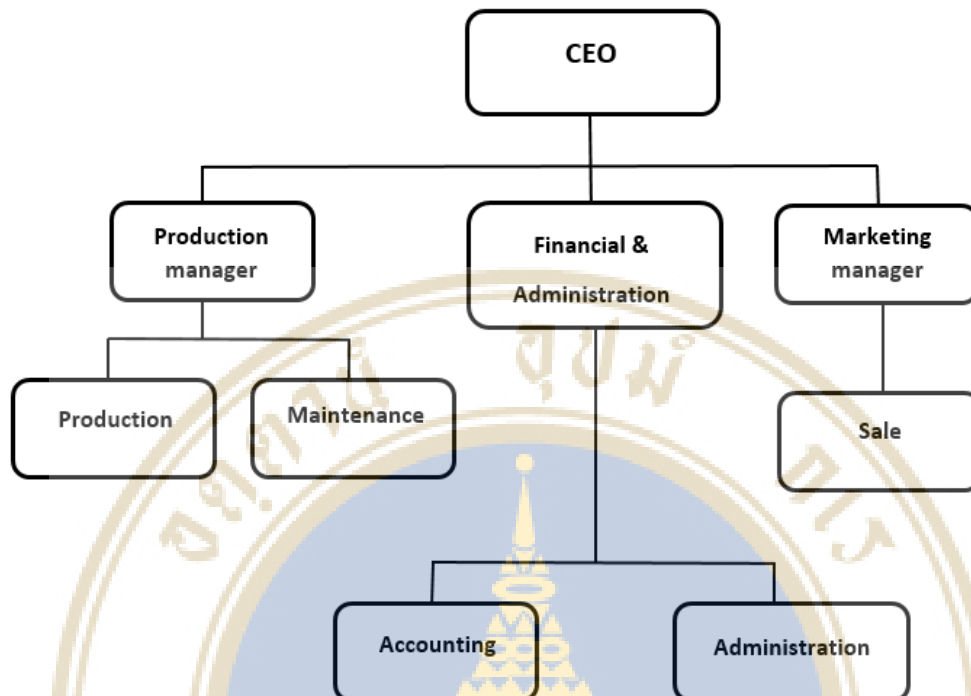 CEO
Production
manager
Financial &
Administration
Marketing
manager
Production
Maintenance
Sale
Accounting
Administration